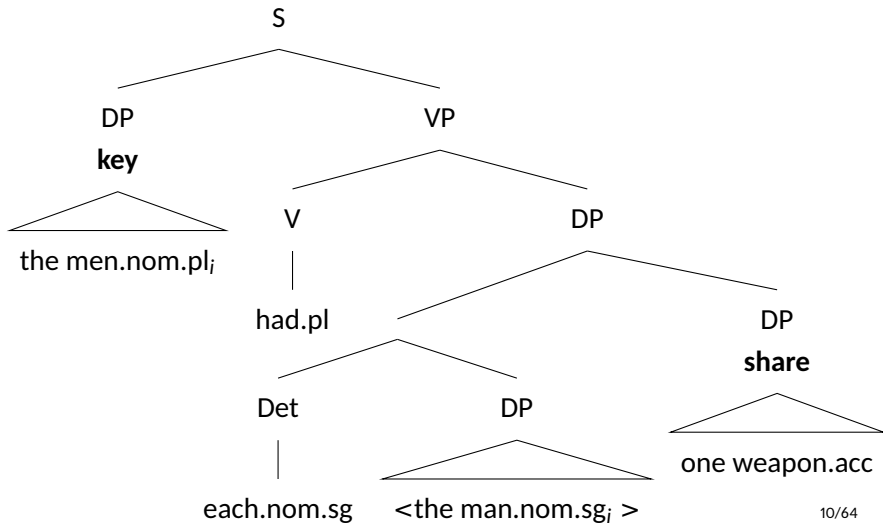 S
DP VP
key
V DP
the men.nom.pli
had.pl DP
share
Det DP
one weapon.acc
each.nom.sg <the man.nom.sgi >
10/64